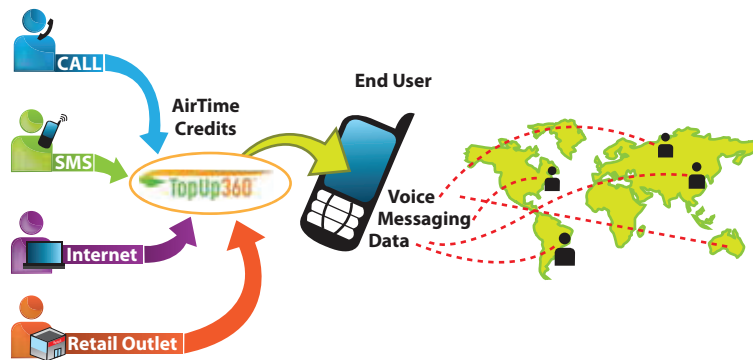 CALL
SMS
Internet
Retail Outlet
AirTime
Credits
TopUp360
End User
Voice
Messaging
Data